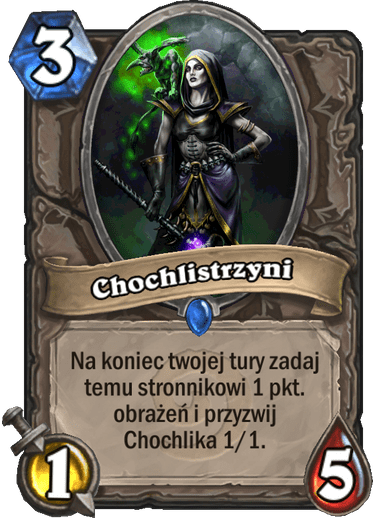 3
Chochlistrzyni
Na koniec twojej tury zadaj
temu stronnikowi 1 pkt.
obrażeń i przyzwij
Chochlika 1/1.
1
5